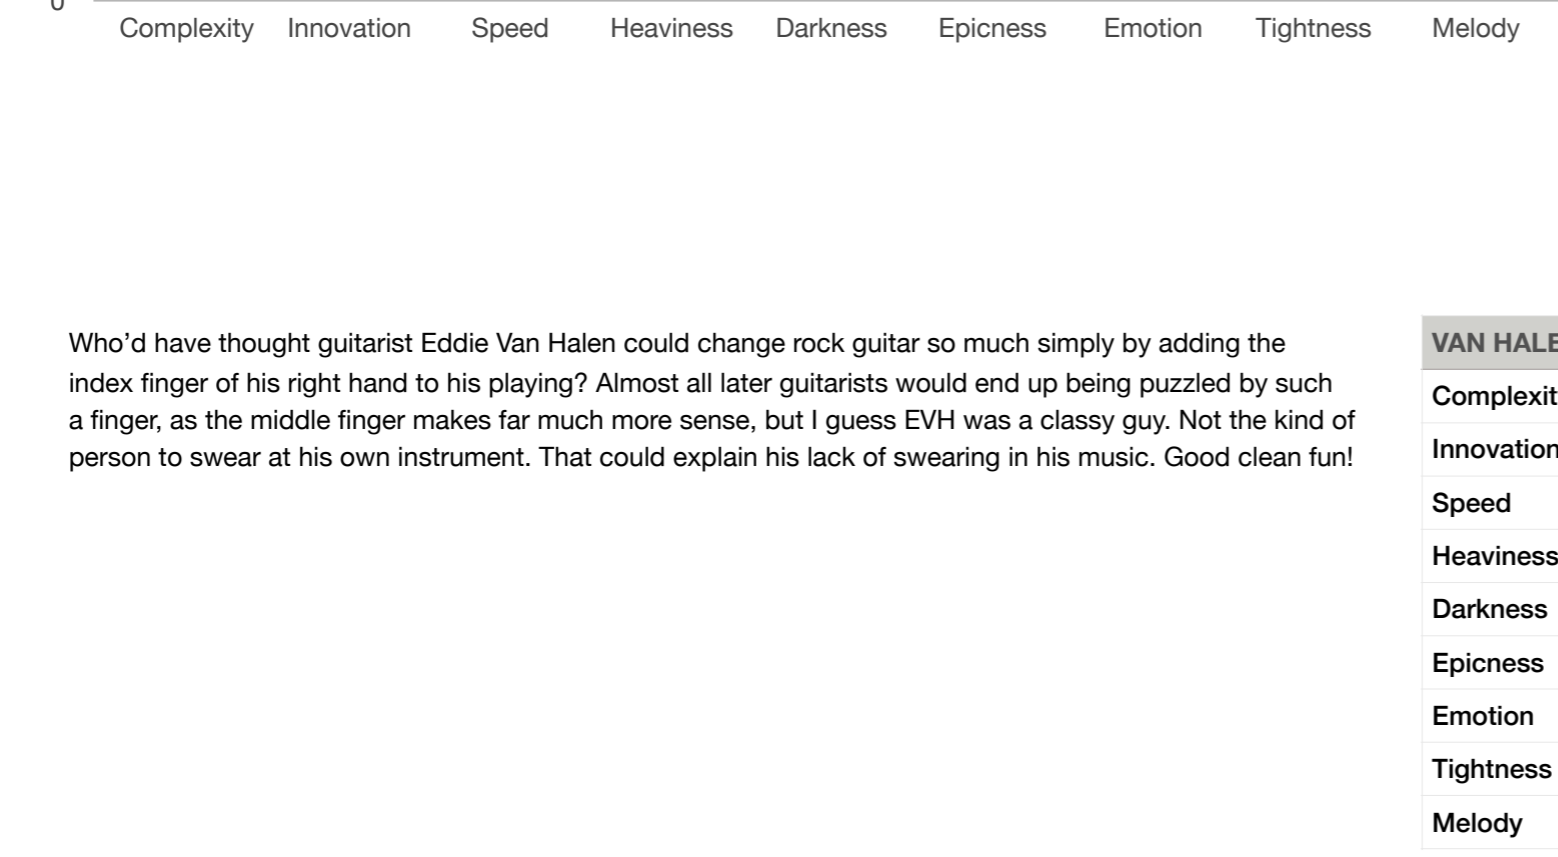 0
Complexity Innovation Speed Heaviness Darkness Epicness Emotion Tightness Melody
Who’d have thought guitarist Eddie Van Halen could change rock guitar so much simply by adding the
index finger of his right hand to his playing? Almost all later guitarists would end up being puzzled by such
a finger, as the middle finger makes far much more sense, but I guess EVH was a classy guy. Not the kind of
person to swear at his own instrument. That could explain his lack of swearing in his music. Good clean fun!
VAN HALE
Complexit
Innovation
Speed
Heaviness
Darkness
Epicness
Emotion
Tightness
Melody